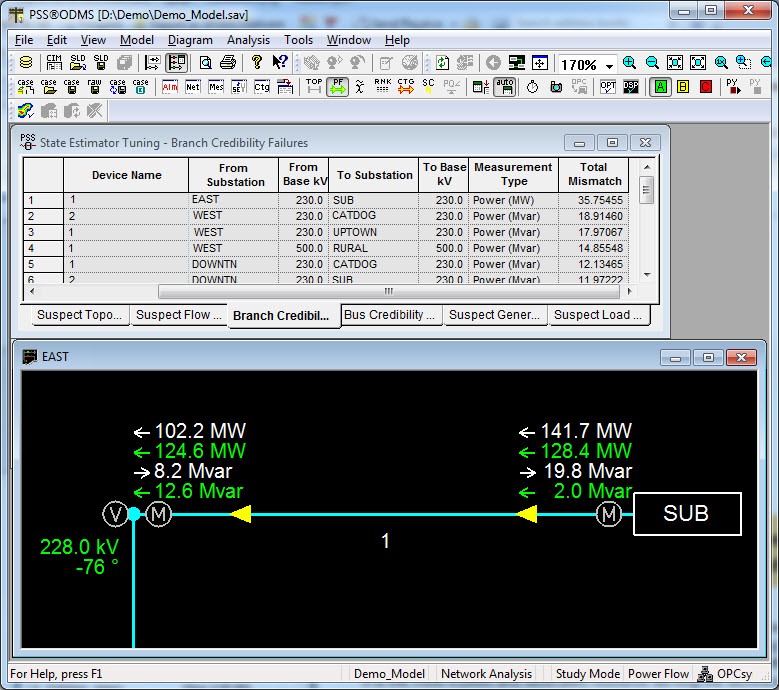 PSS®ODMS [D:\Demo\Demo_Model.sav]
File Edit View Model Diagram Analysis Tools Window Help
CIM SLD SLD 170%
case case raw case case Alm Net Mes sEV Ctg TOP PF RNK CTG SC PQZ auto OPC OPT DSP A B C PY PY
PSS State Estimator Tuning - Branch Credibility Failures
Device Name From Substation From Base kV To Substation To Base kV Measurement Type Total Mismatch
1 1 EAST 230.0 SUB 230.0 Power (MW) 35.75455
2 2 WEST 230.0 CATDOG 230.0 Power (Mvar) 18.91460
3 1 WEST 230.0 UPTOWN 230.0 Power (Mvar) 17.97067
4 1 WEST 500.0 RURAL 500.0 Power (Mvar) 14.85548
5 1 DOWNTN 230.0 CATDOG 230.0 Power (Mvar) 12.13465
6 2 DOWNTN 230.0 SUB 230.0 Power (Mvar) 11.97222
Suspect Topo... Suspect Flow ... Branch Credibil... Bus Credibility ... Suspect Gener... Suspect Load ...
EAST
←102.2 MW ←141.7 MW
←124.6 MW ←128.4 MW
→8.2 Mvar →19.8 Mvar
←12.6 Mvar ←2.0 Mvar
V M M SUB
1
228.0 kV
-76 °
For Help, press F1 Demo_Model Network Analysis Study Mode Power Flow OPCsy